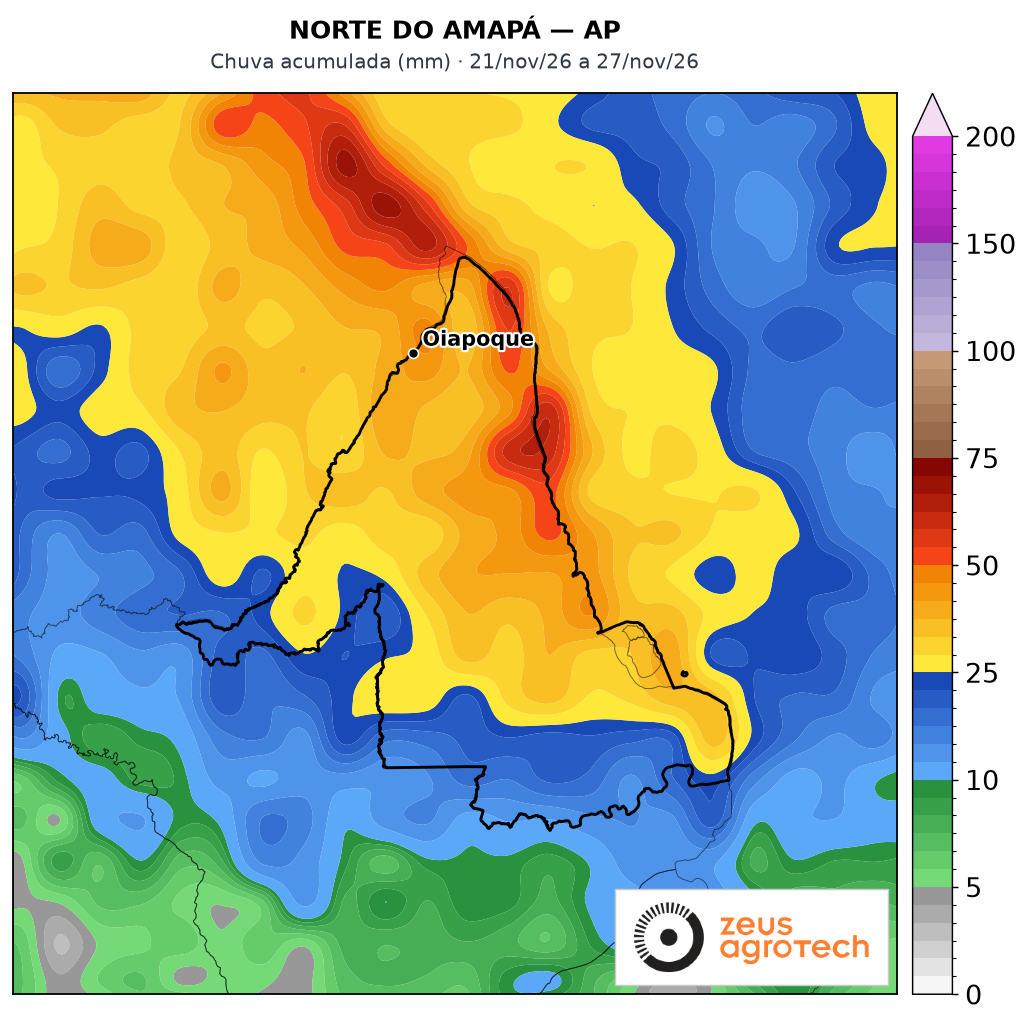 NORTE DO AMAPÁ — AP
Chuva acumulada (mm) · 21/nov/26 a 27/nov/26
200
150
100
75
50
25
10
5
0
Oiapoque
zeus
agrotech